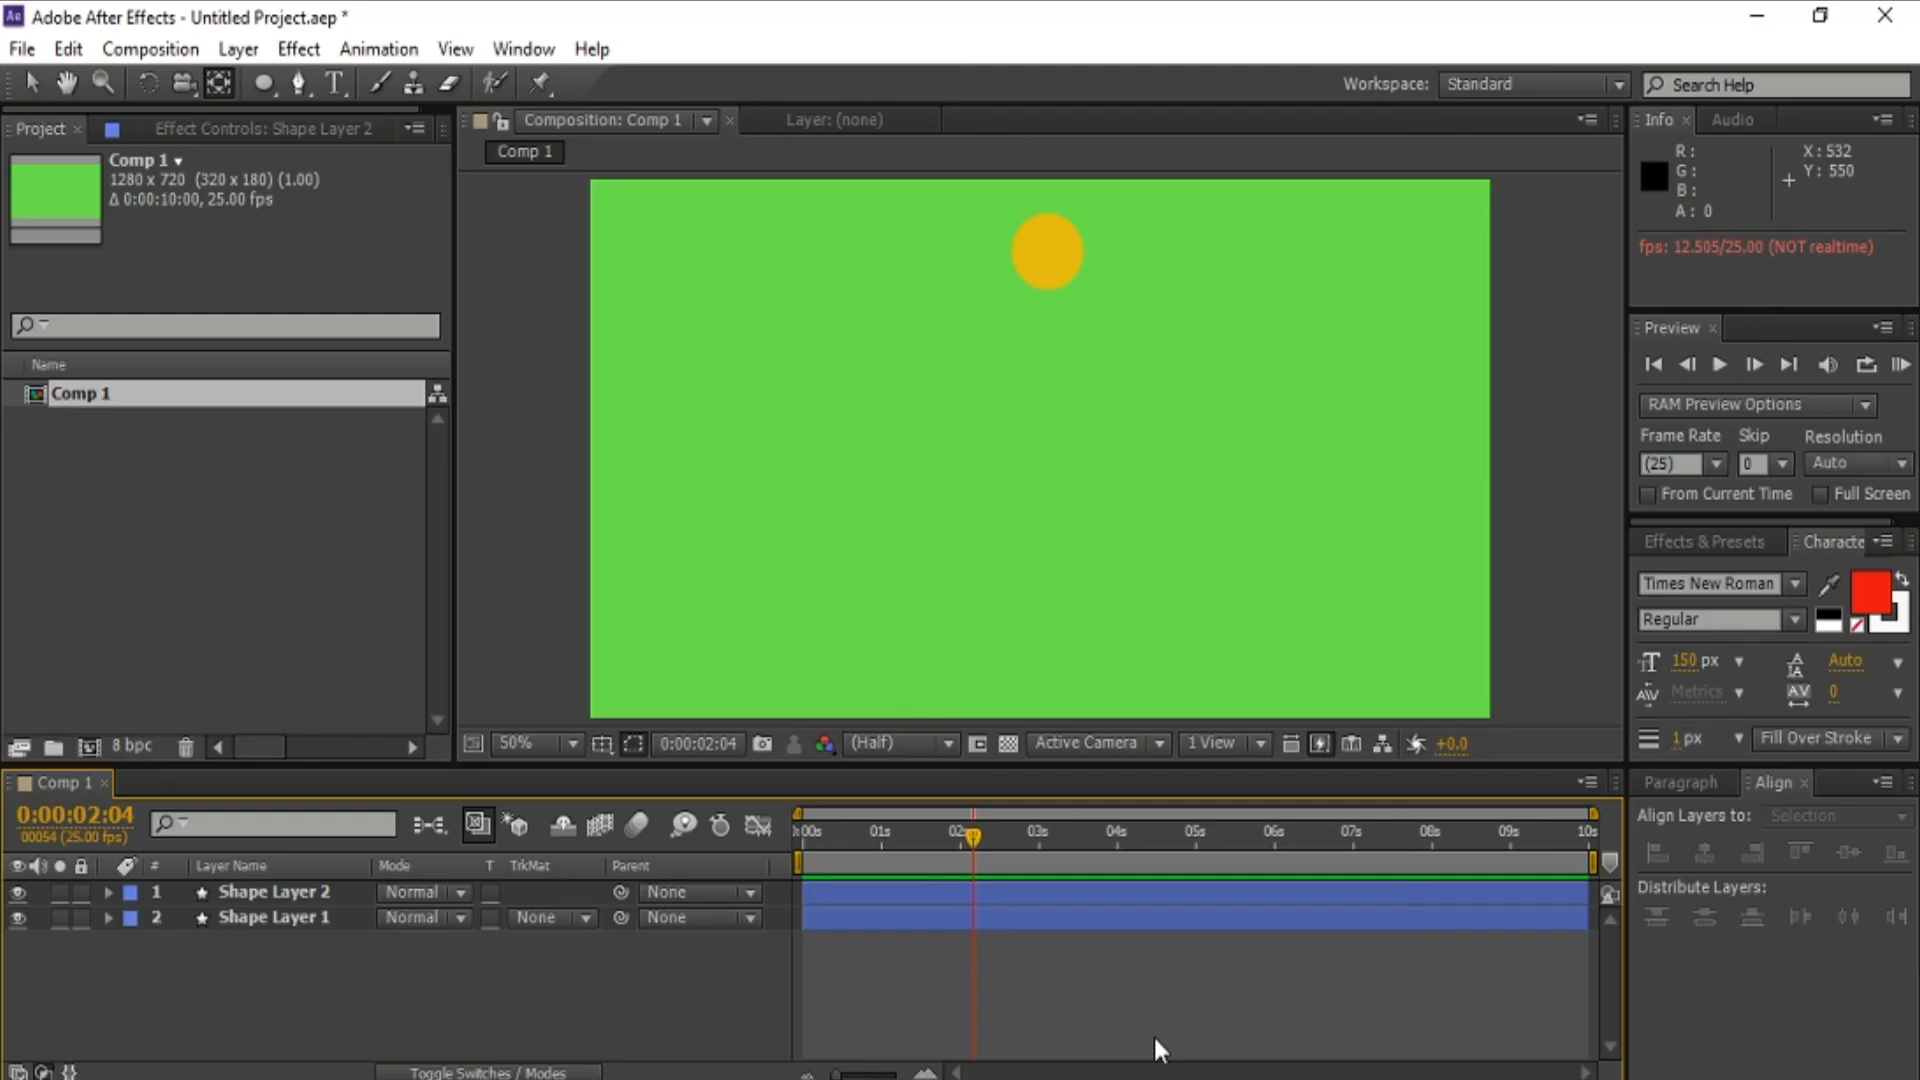 Ae Adobe After Effects - Untitled Project.aep *
File Edit Composition Layer Effect Animation View Window Help
T Workspace: Standard Search Help
Project × Effect Controls: Shape Layer 2
Comp 1
1280 x 720 (320 x 180) (1.00)
Δ 0:00:10:00, 25.00 fps
Name
Comp 1
8 bpc
Composition: Comp 1 × Layer: (none)
Comp 1
50% 0:00:02:04 (Half) Active Camera 1 View +0.0
Info × Audio
R:
G:
B:
A: 0
X: 532
Y: 550
fps: 12.505/25.00 (NOT realtime)
Preview ×
RAM Preview Options
Frame Rate Skip Resolution
(25) 0 Auto
From Current Time Full Screen
Effects & Presets Characte
Times New Roman
Regular
150 px Auto
Metrics 0
1 px Fill Over Stroke
Comp 1 ×
0:00:02:04
00054 (25.00 fps)
# Layer Name Mode T TrkMat Parent
1 Shape Layer 2 Normal None
2 Shape Layer 1 Normal None None
Toggle Switches / Modes
:00s 01s 02s 03s 04s 05s 06s 07s 08s 09s 10s
Paragraph Align ×
Align Layers to: Selection
Distribute Layers: